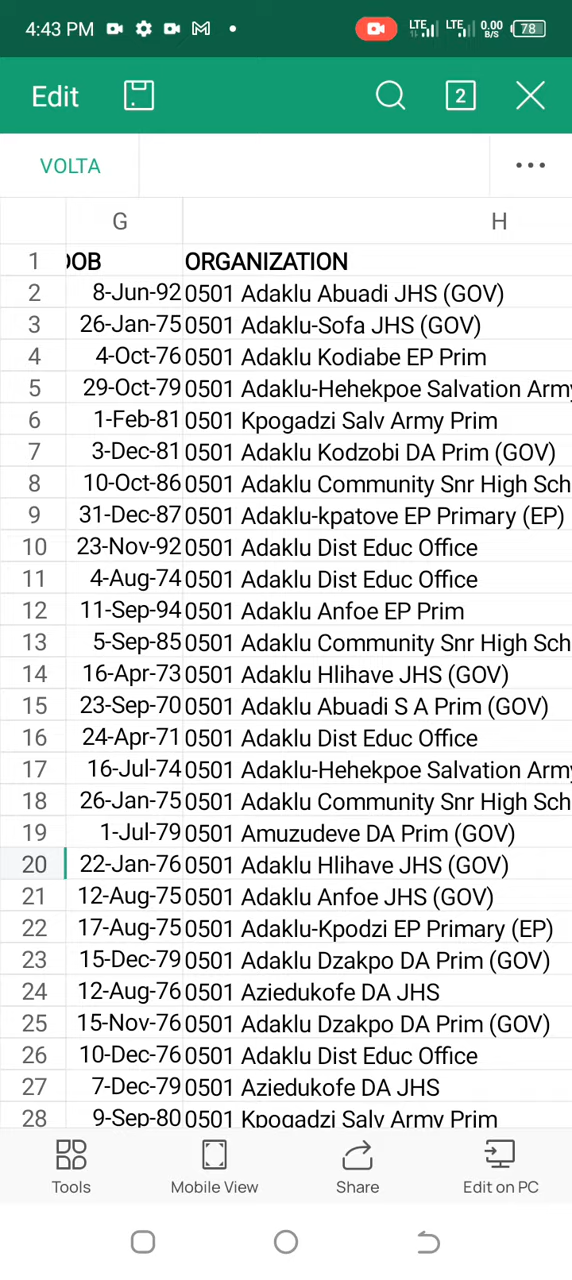 4:43 PM LTE LTE 0.00 B/S 78
Edit 2
VOLTA
G H
1 OOB ORGANIZATION
2 8-Jun-92 0501 Adaklu Abuadi JHS (GOV)
3 26-Jan-75 0501 Adaklu-Sofa JHS (GOV)
4 4-Oct-76 0501 Adaklu Kodiabe EP Prim
5 29-Oct-79 0501 Adaklu-Hehekpoe Salvation Army
6 1-Feb-81 0501 Kpogadzi Salv Army Prim
7 3-Dec-81 0501 Adaklu Kodzobi DA Prim (GOV)
8 10-Oct-86 0501 Adaklu Community Snr High Sch
9 31-Dec-87 0501 Adaklu-kpatove EP Primary (EP)
10 23-Nov-92 0501 Adaklu Dist Educ Office
11 4-Aug-74 0501 Adaklu Dist Educ Office
12 11-Sep-94 0501 Adaklu Anfoe EP Prim
13 5-Sep-85 0501 Adaklu Community Snr High Sch
14 16-Apr-73 0501 Adaklu Hlihave JHS (GOV)
15 23-Sep-70 0501 Adaklu Abuadi S A Prim (GOV)
16 24-Apr-71 0501 Adaklu Dist Educ Office
17 16-Jul-74 0501 Adaklu-Hehekpoe Salvation Army
18 26-Jan-75 0501 Adaklu Community Snr High Sch
19 1-Jul-79 0501 Amuzudeve DA Prim (GOV)
20 22-Jan-76 0501 Adaklu Hlihave JHS (GOV)
21 12-Aug-75 0501 Adaklu Anfoe JHS (GOV)
22 17-Aug-75 0501 Adaklu-Kpodzi EP Primary (EP)
23 15-Dec-79 0501 Adaklu Dzakpo DA Prim (GOV)
24 12-Aug-76 0501 Aziedukofe DA JHS
25 15-Nov-76 0501 Adaklu Dzakpo DA Prim (GOV)
26 10-Dec-76 0501 Adaklu Dist Educ Office
27 7-Dec-79 0501 Aziedukofe DA JHS
28 9-Sep-80 0501 Kpogadzi Salv Army Prim
Tools Mobile View Share Edit on PC